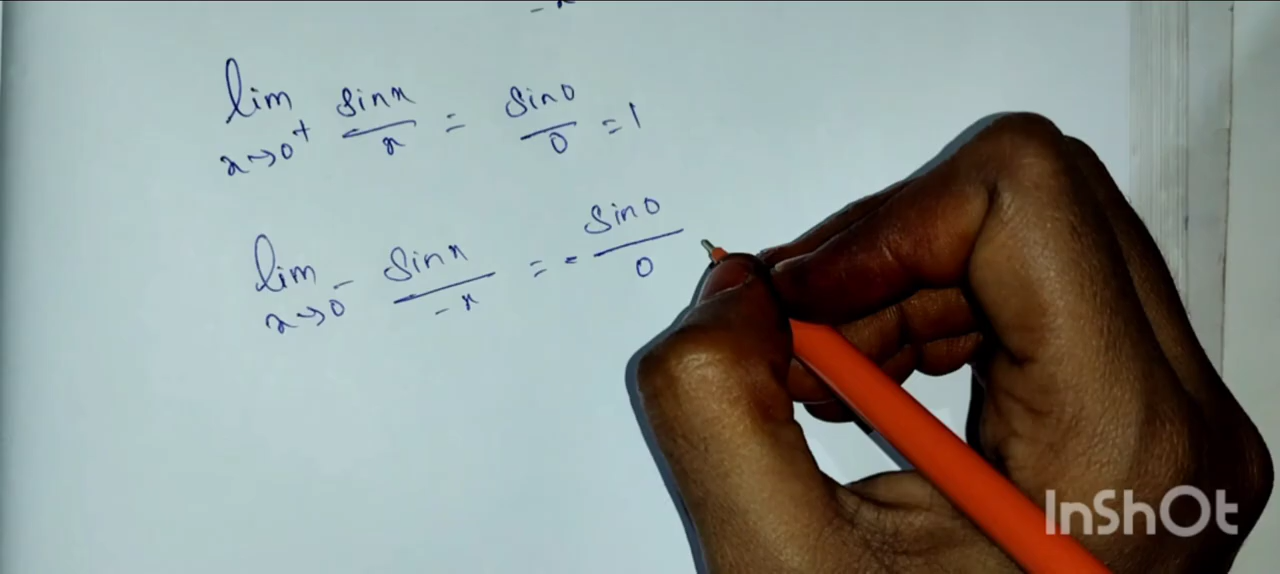 lim x→0⁺ sinx/x = sin0/0 = 1
lim x→0⁻ sinx/-x = - sin0/0
InShOt